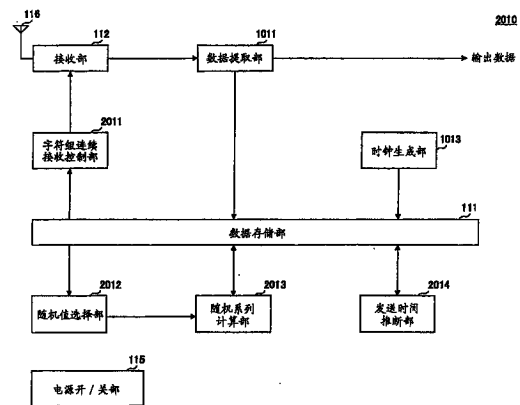 116
2010
112
接收部
1011
数据提取部
输出数据
2011
字符组连续
接收控制部
1013
时钟生成部
111
数据存储部
2012
随机值选择部
2013
随机系列
计算部
2014
发送时间
推断部
115
电源开/关部